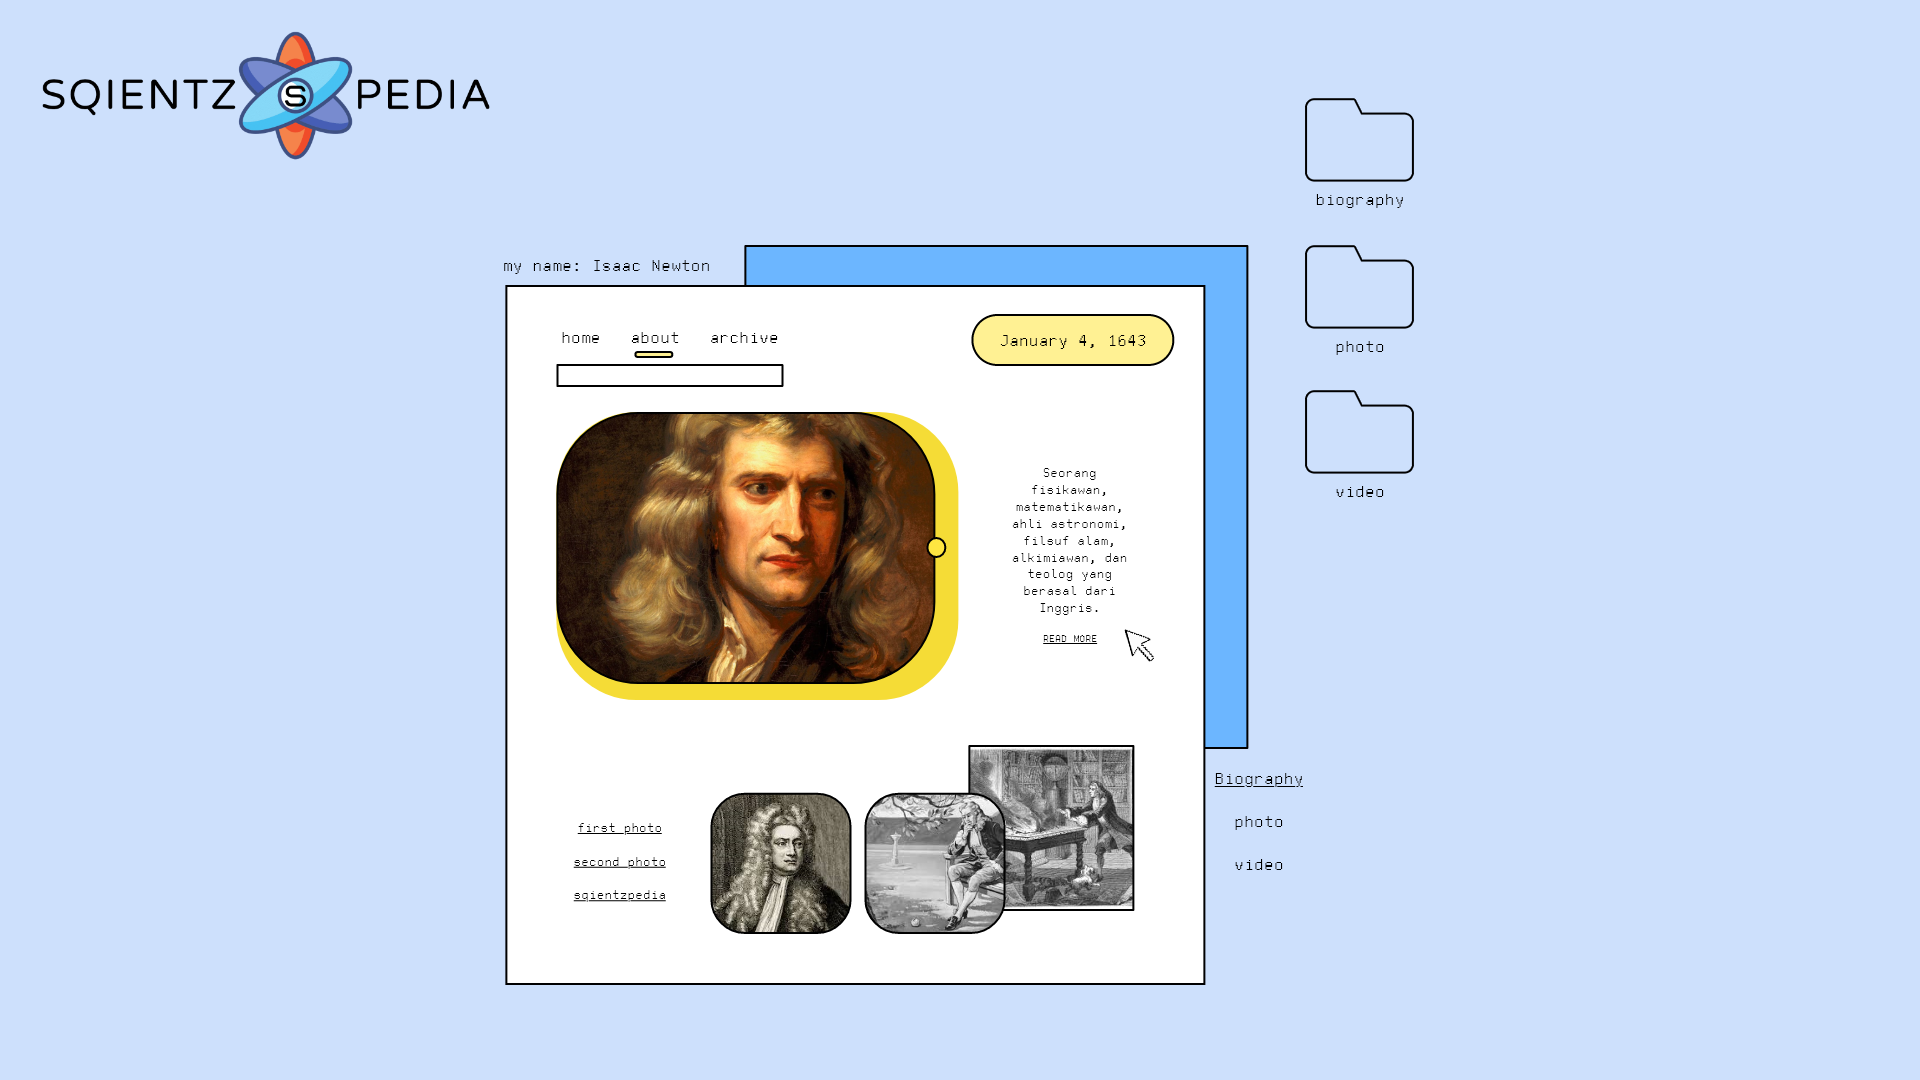 SQIENTZ S PEDIA
biography
my name: Isaac Newton
home about archive
January 4, 1643
photo
Seorang
fisikawan,
matematikawan,
ahli astronomi,
filsuf alam,
alkimiawan, dan
teolog yang
berasal dari
Inggris.
READ MORE
video
first photo
second photo
sqientzpedia
Biography
photo
video